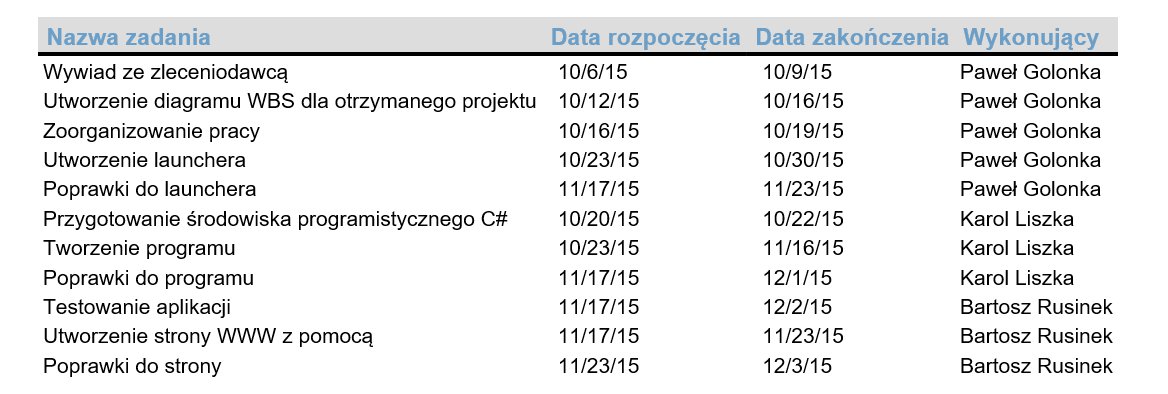 Nazwa zadania Data rozpoczęcia Data zakończenia Wykonujący
Wywiad ze zleceniodawcą 10/6/15 10/9/15 Paweł Golonka
Utworzenie diagramu WBS dla otrzymanego projektu 10/12/15 10/16/15 Paweł Golonka
Zoorganizowanie pracy 10/16/15 10/19/15 Paweł Golonka
Utworzenie launchera 10/23/15 10/30/15 Paweł Golonka
Poprawki do launchera 11/17/15 11/23/15 Paweł Golonka
Przygotowanie środowiska programistycznego C# 10/20/15 10/22/15 Karol Liszka
Tworzenie programu 10/23/15 11/16/15 Karol Liszka
Poprawki do programu 11/17/15 12/1/15 Karol Liszka
Testowanie aplikacji 11/17/15 12/2/15 Bartosz Rusinek
Utworzenie strony WWW z pomocą 11/17/15 11/23/15 Bartosz Rusinek
Poprawki do strony 11/23/15 12/3/15 Bartosz Rusinek